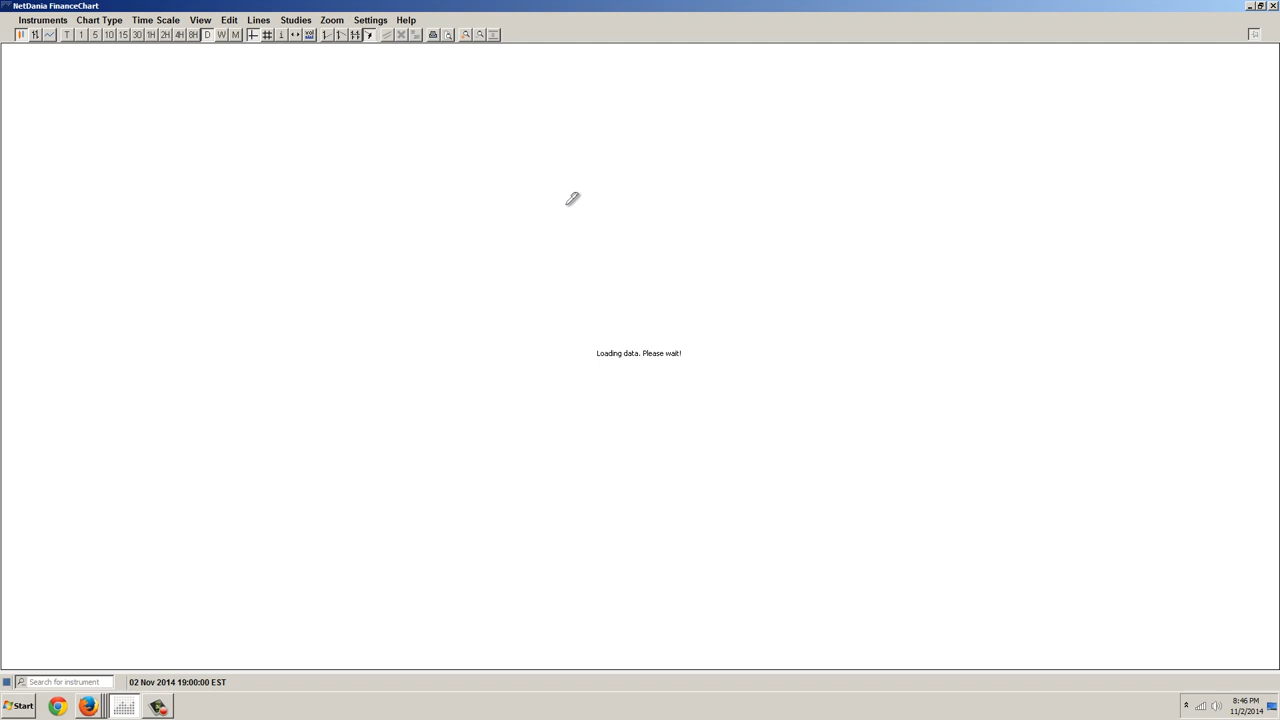 NetDania FinanceChart
Instruments Chart Type Time Scale View Edit Lines Studies Zoom Settings Help
T 1 5 10 15 30 1H 2H 4H 8H D W M
Loading data. Please wait!
Search for instrument 02 Nov 2014 19:00:00 EST
Start
8:46 PM
11/2/2014